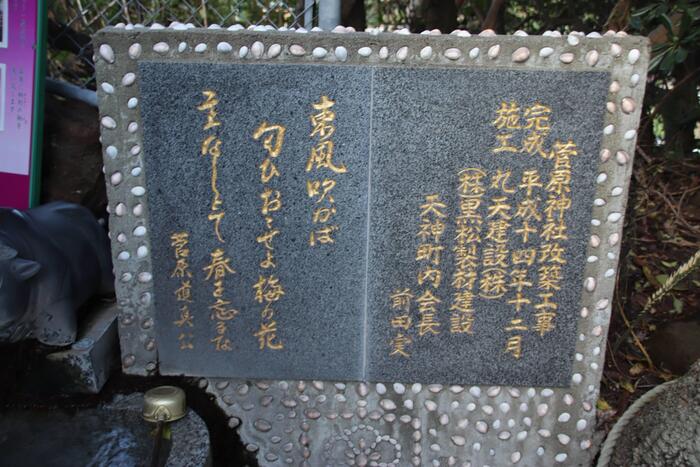 菅原神社改築工事
完成 平成十四年十二月
施工 丸天建設(株)
(株)黒松製材建設
天神町内会長
前田実
東風吹かば
匂ひおこせよ梅の花
主なしとて春を忘るな
菅原道真公